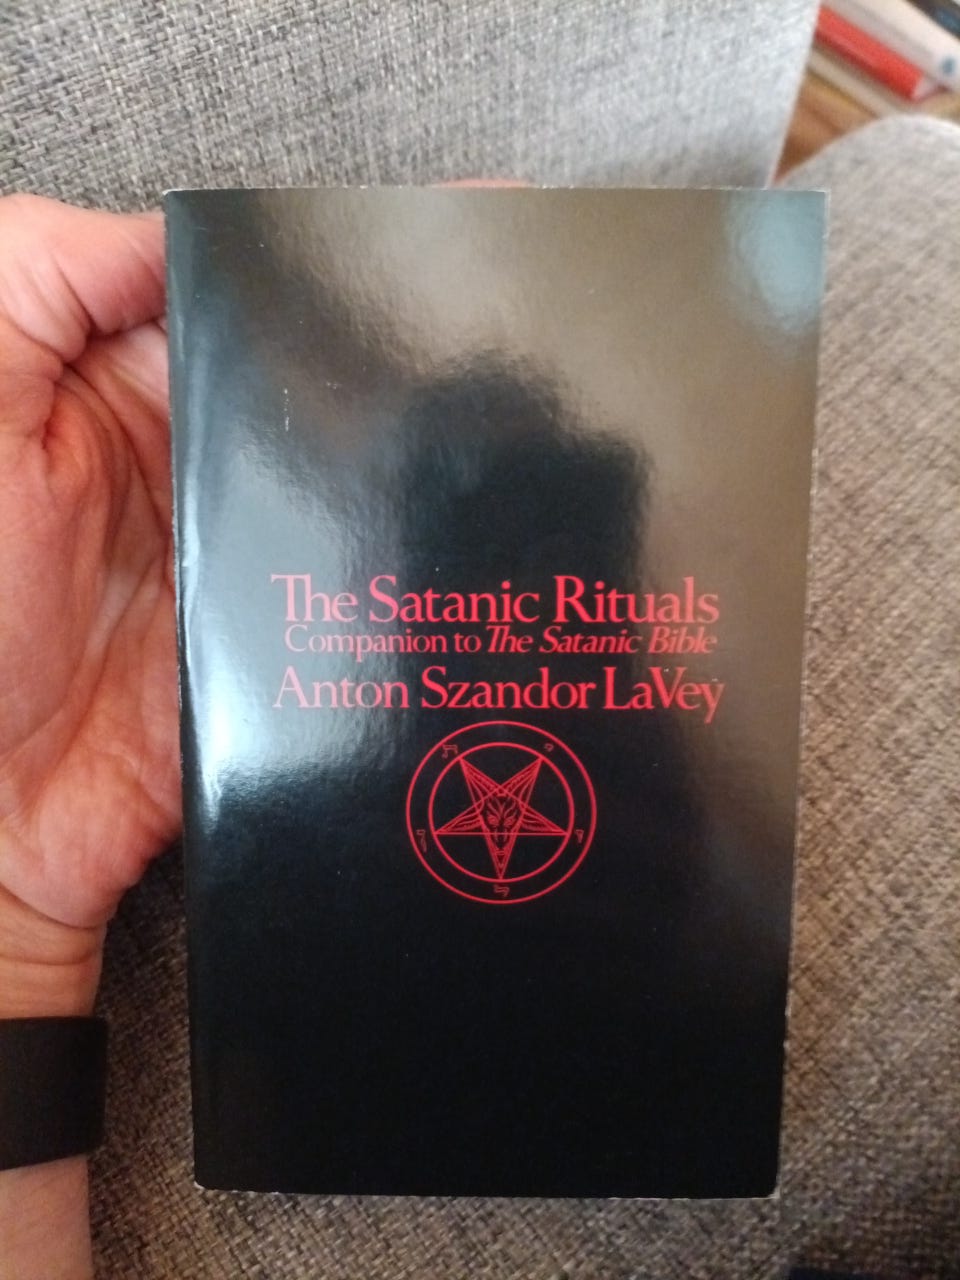 The Satanic Rituals
Companion to The Satanic Bible
Anton Szandor LaVey